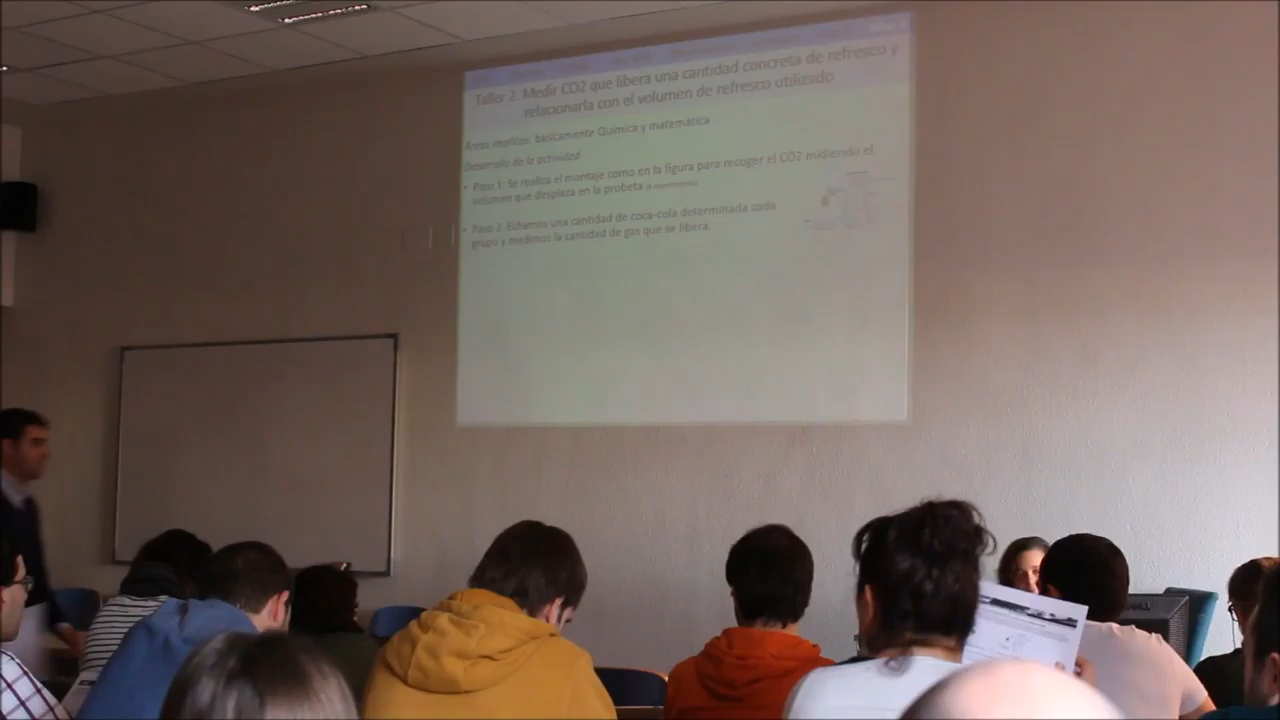 Taller 2. Medir CO2 que libera una cantidad concreta de refresco y
relacionarla con el volumen de refresco utilizado
Áreas implícitas: básicamente Química y matemática
Desarrollo de la actividad
• Paso 1. Se realiza el montaje como en la figura para recoger el CO2 midiendo el
volumen que desplaza en la probeta
• Paso 2. Echamos una cantidad de coca-cola determinada cada
grupo y medimos la cantidad de gas que se libera.
DELL